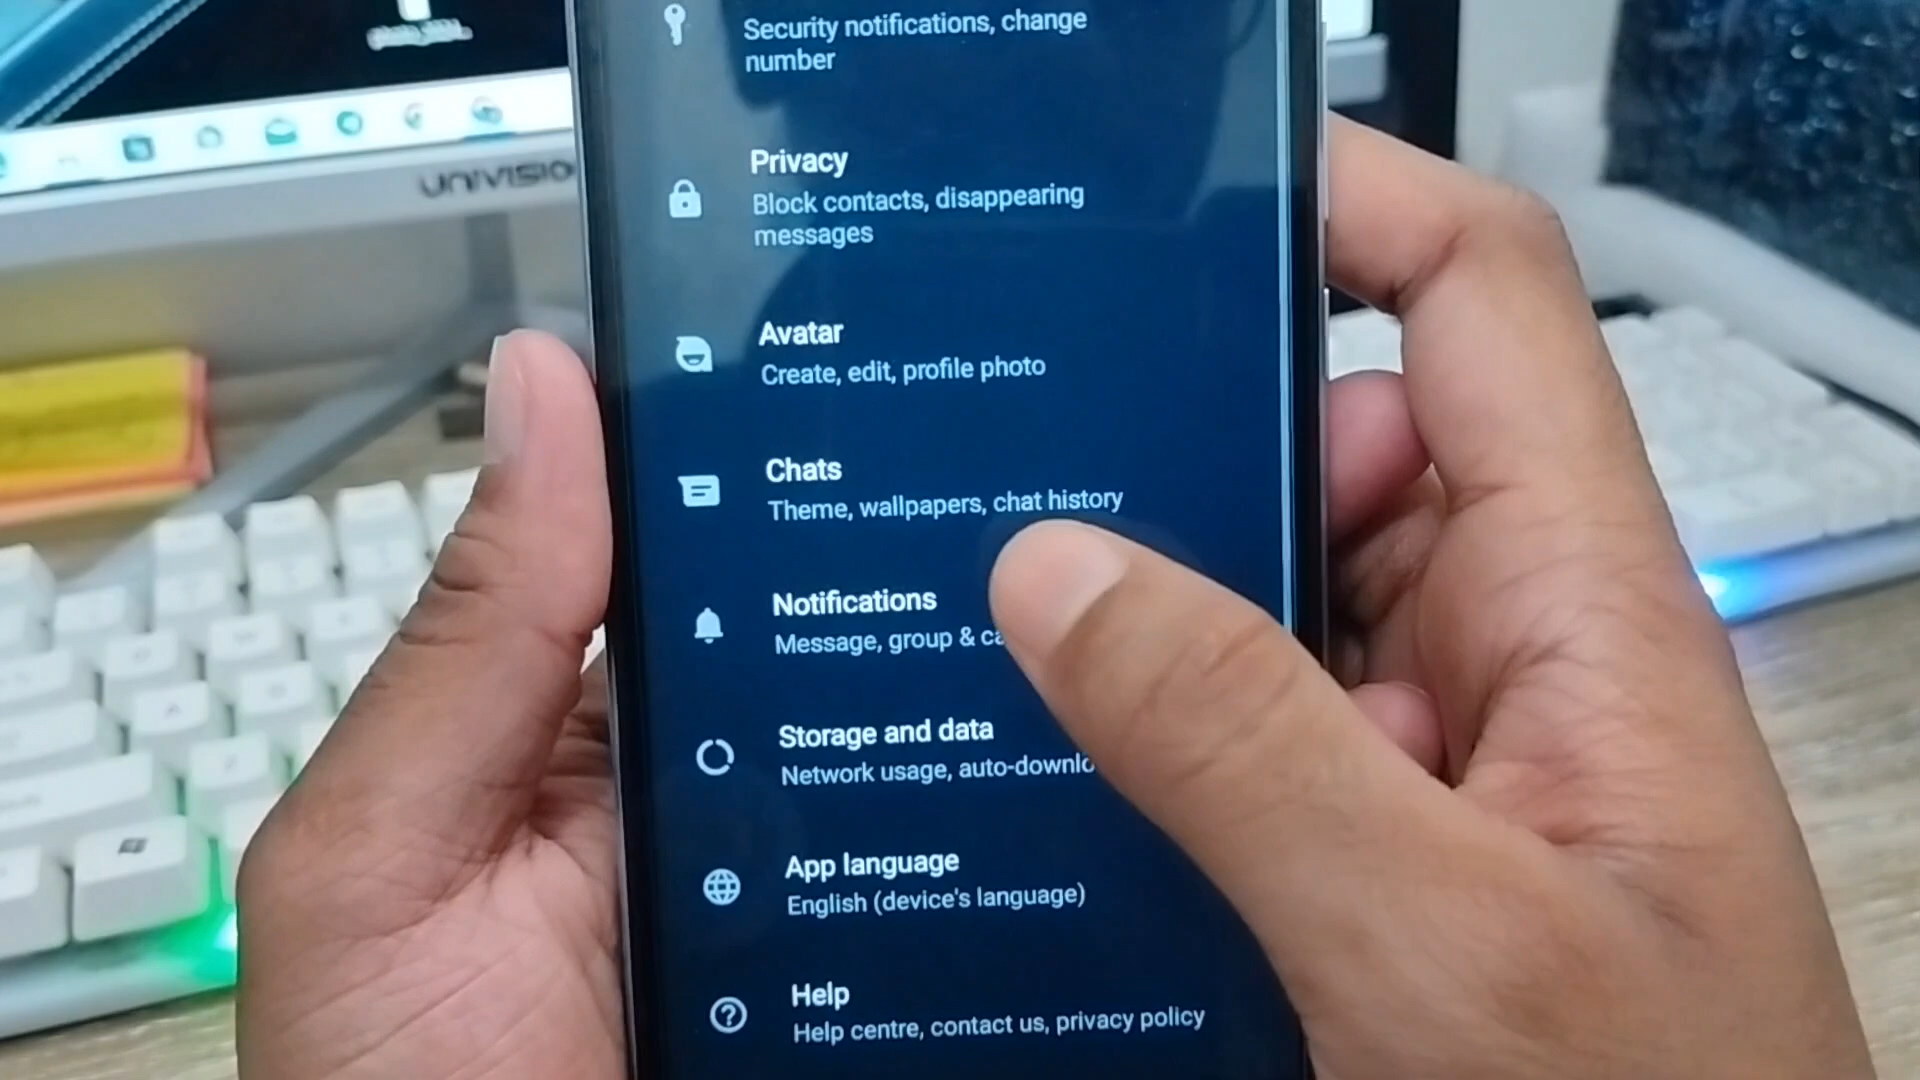 Security notifications, change
number
Privacy
Block contacts, disappearing
messages
UNIVISIO
Avatar
Create, edit, profile photo
Chats
Theme, wallpapers, chat history
Notifications
Message, group &
Storage and data
Network usage, auto-downlo
App language
English (device's language)
Help
Help centre, contact us, privacy policy